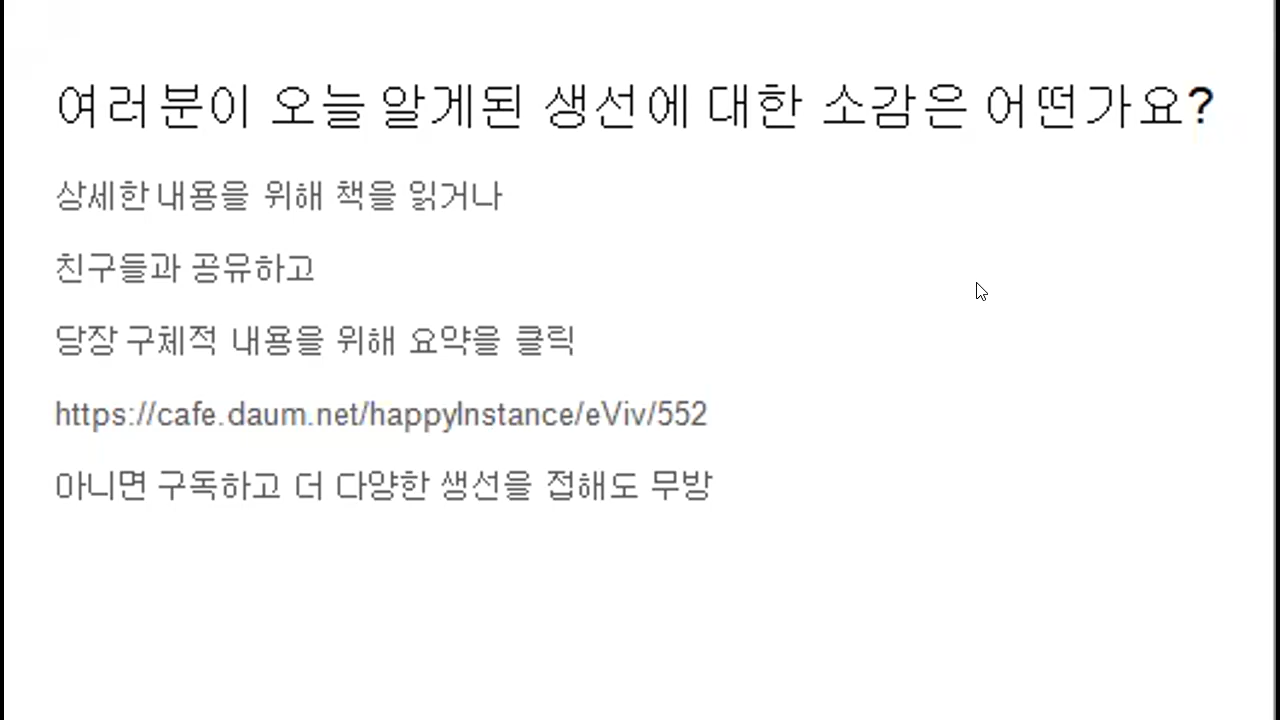 여러분이 오늘 알게된 생선에 대한 소감은 어떤가요?
상세한 내용을 위해 책을 읽거나
친구들과 공유하고
당장 구체적 내용을 위해 요약을 클릭
https://cafe.daum.net/happyInstance/eViv/552
아니면 구독하고 더 다양한 생선을 접해도 무방